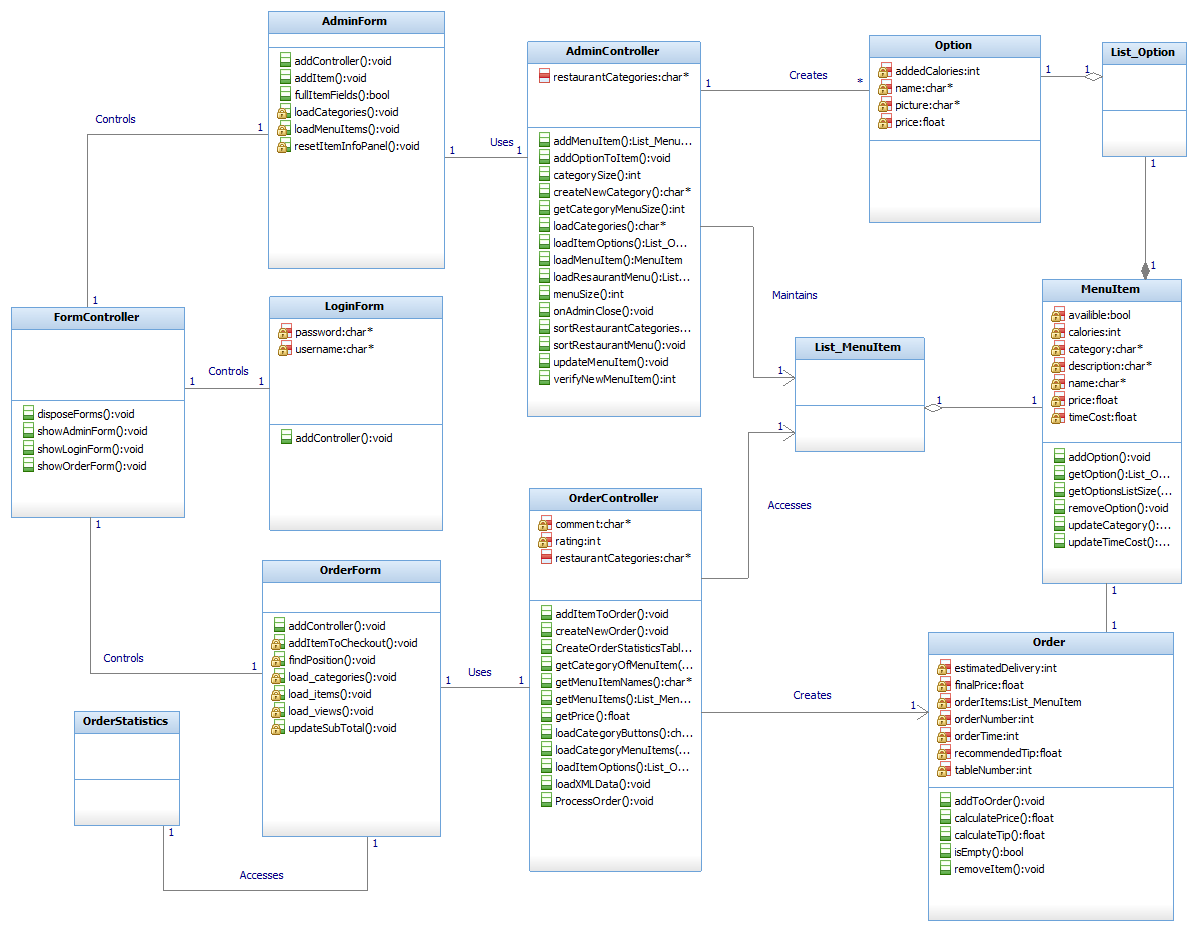 AdminForm
addController():void
addItem():void
fullItemFields():bool
loadCategories():void
loadMenuItems():void
resetItemInfoPanel():void
AdminController
restaurantCategories:char*
addMenuItem():List_Menu...
addOptionToItem():void
categorySize():int
createNewCategory():char*
getCategoryMenuSize():int
loadCategories():char*
loadItemOptions():List_O...
loadMenuItem():MenuItem
loadResaurantMenu():List...
menuSize():int
onAdminClose():void
sortRestaurantCategories...
sortRestaurantMenu():void
updateMenuItem():void
verifyNewMenuItem():int
Option
addedCalories:int
name:char*
picture:char*
price:float
List_Option
Controls
1
1
Uses
1
1
Creates
1
*
1
1
1
1
FormController
disposeForms():void
showAdminForm():void
showLoginForm():void
showOrderForm():void
Controls
1
1
LoginForm
password:char*
username:char*
addController():void
Maintains
1
List_MenuItem
1
1
MenuItem
availible:bool
calories:int
category:char*
description:char*
name:char*
price:float
timeCost:float
addOption():void
getOption():List_O...
getOptionsListSize(...
removeOption():void
updateCategory():...
updateTimeCost():...
1
Accesses
1
Controls
1
OrderForm
addController():void
addItemToCheckout():void
findPosition():void
load_categories():void
load_items():void
load_views():void
updateSubTotal():void
Uses
1
1
OrderController
comment:char*
rating:int
restaurantCategories:char*
addItemToOrder():void
createNewOrder():void
CreateOrderStatisticsTabl...
getCategoryOfMenuItem(...
getMenuItemNames():char*
getMenuItems():List_Men...
getPrice():float
loadCategoryButtons():ch...
loadCategoryMenuItems(...
loadItemOptions():List_O...
loadXMLData():void
ProcessOrder():void
Creates
1
1
1
Order
estimatedDelivery:int
finalPrice:float
orderItems:List_MenuItem
orderNumber:int
orderTime:int
recommendedTip:float
tableNumber:int
addToOrder():void
calculatePrice():float
calculateTip():float
isEmpty():bool
removeItem():void
OrderStatistics
1
1
Accesses